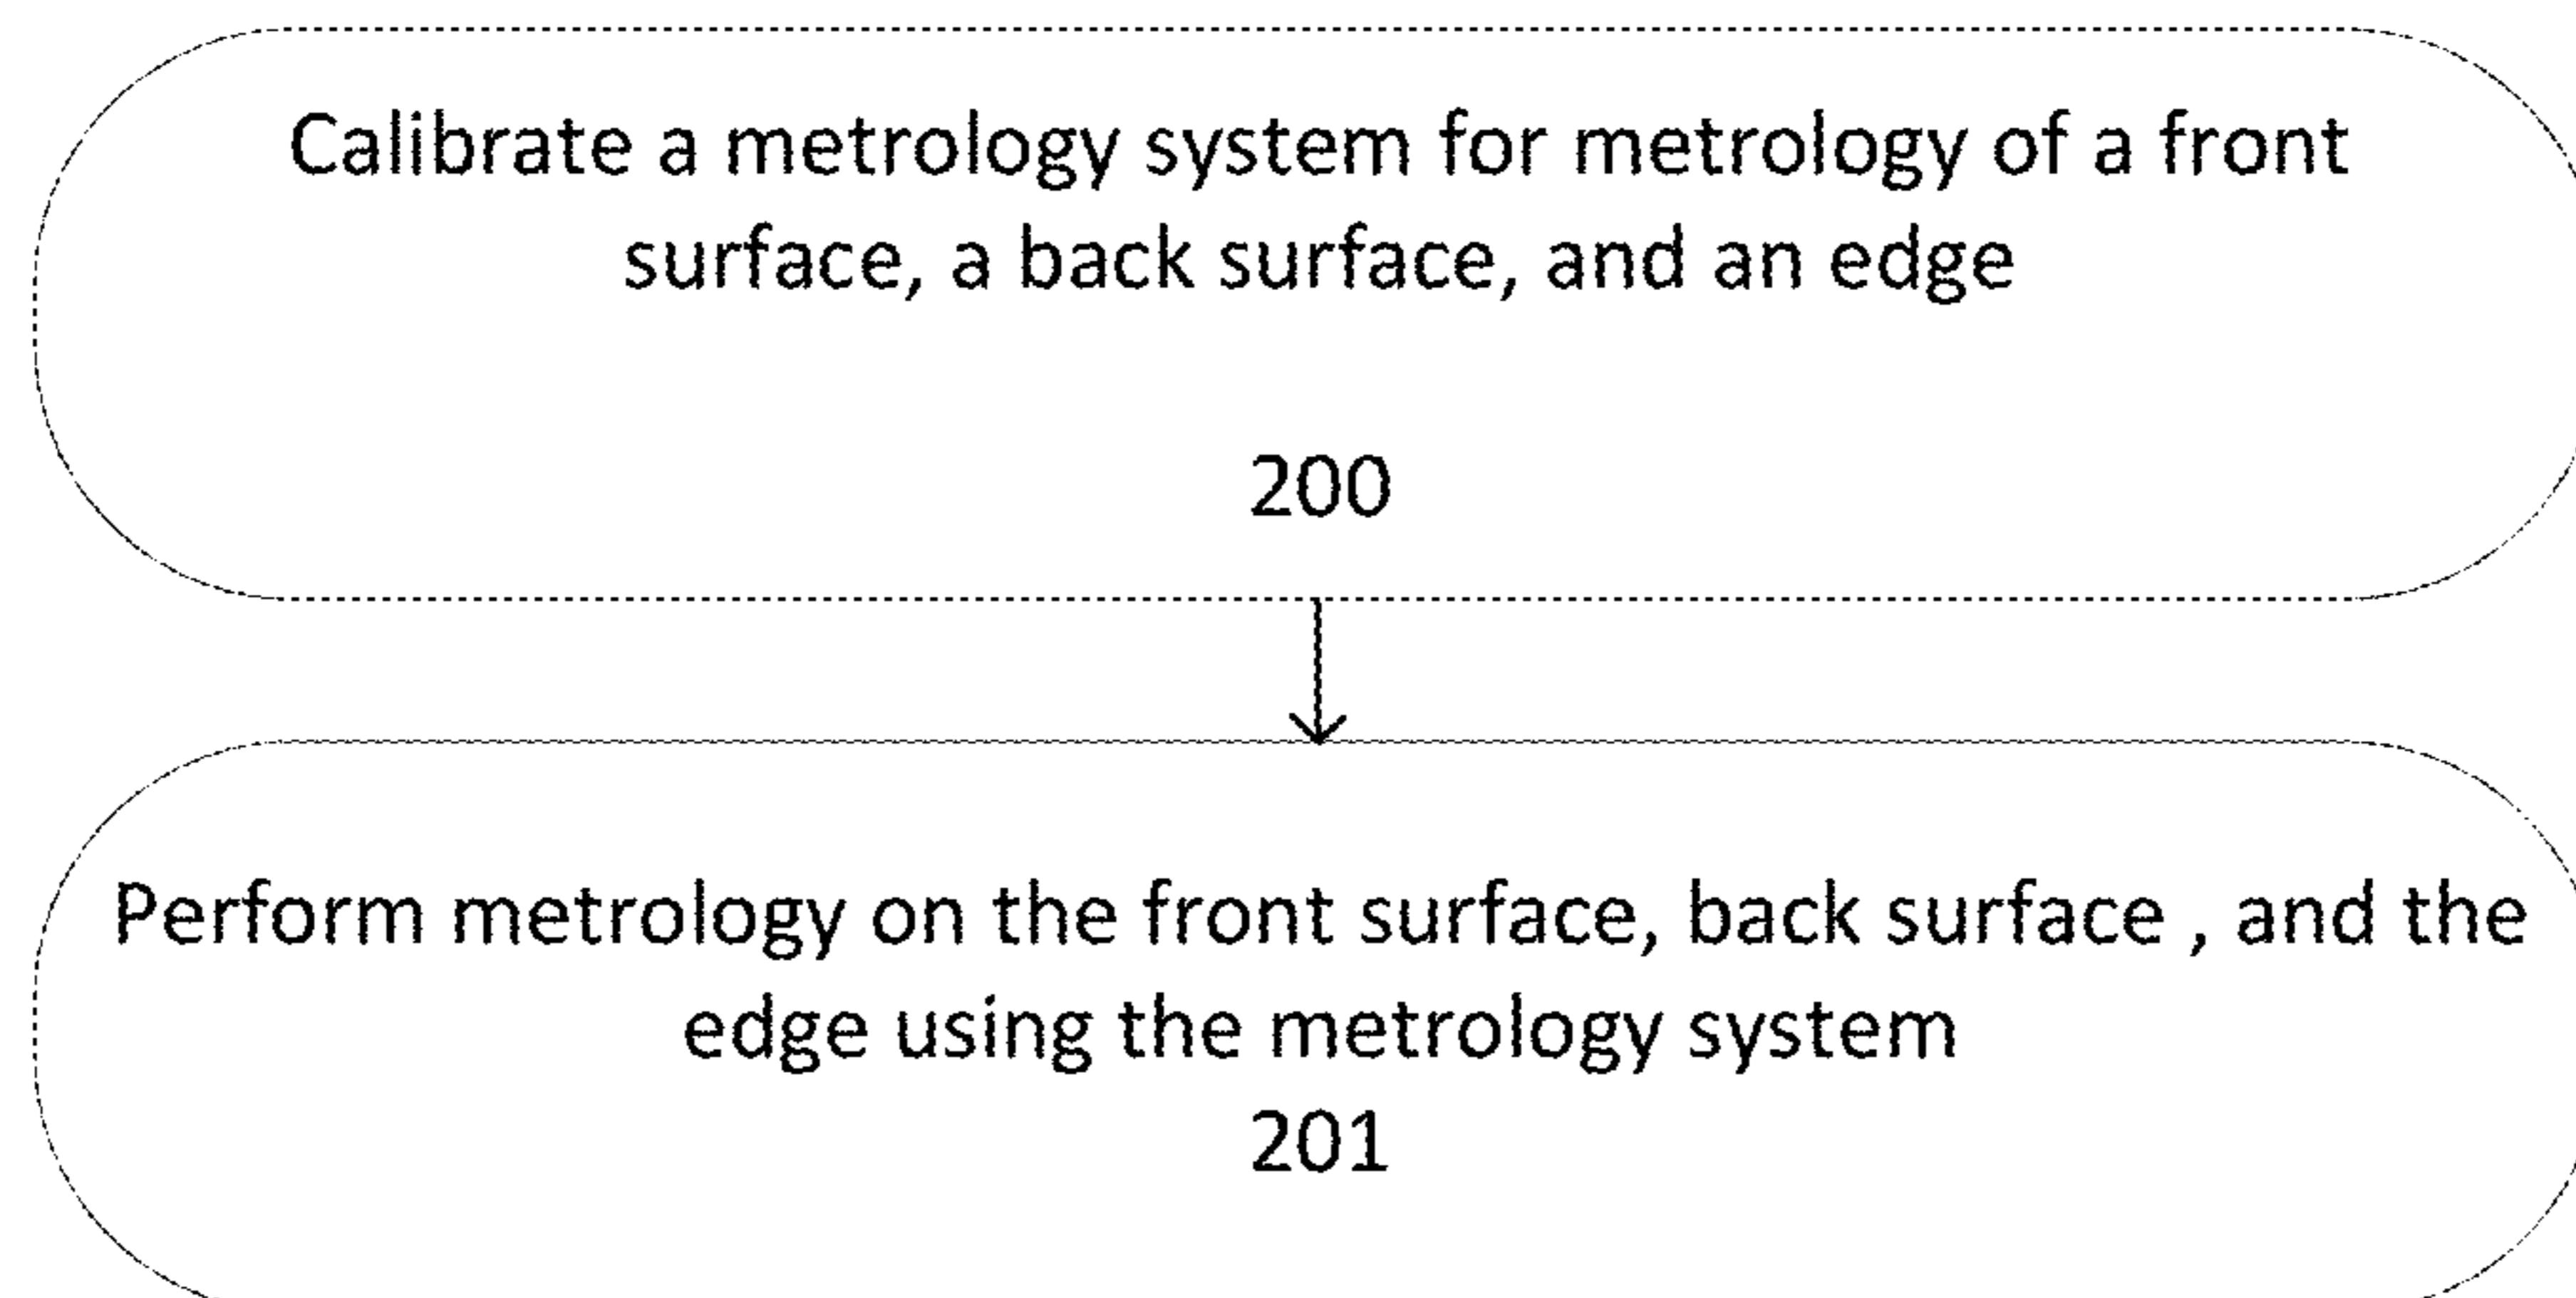 Calibrate a metrology system for metrology of a front
surface, a back surface, and an edge
200
Perform metrology on the front surface, back surface , and the
edge using the metrology system
201